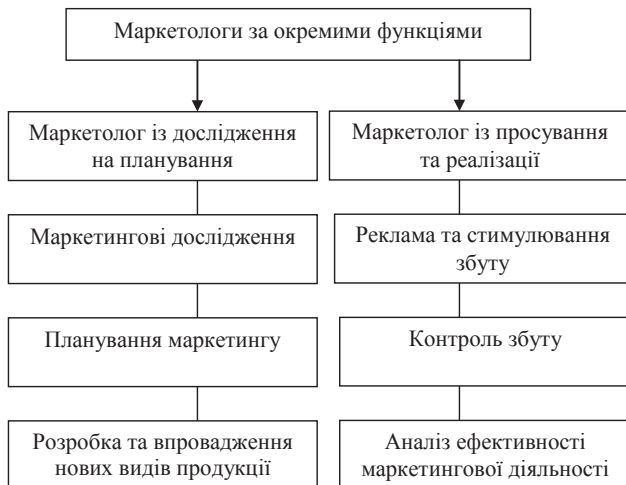 Маркетологи за окремими функціями
Маркетолог із дослідження
на планування
Маркетолог із просування
та реалізації
Маркетингові дослідження
Реклама та стимулювання
збуту
Планування маркетингу
Контроль збуту
Розробка та впровадження
нових видів продукції
Аналіз ефективності
маркетингової діяльності